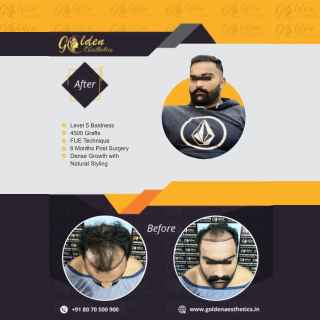 Golden
Aesthetics
After
Level 5 Baldness
4500 Grafts
FUE Technique
8 Months Post Surgery
Dense Growth with
Natural Styling
Before
+91 80 70 500 900
www.goldenaesthetics.in